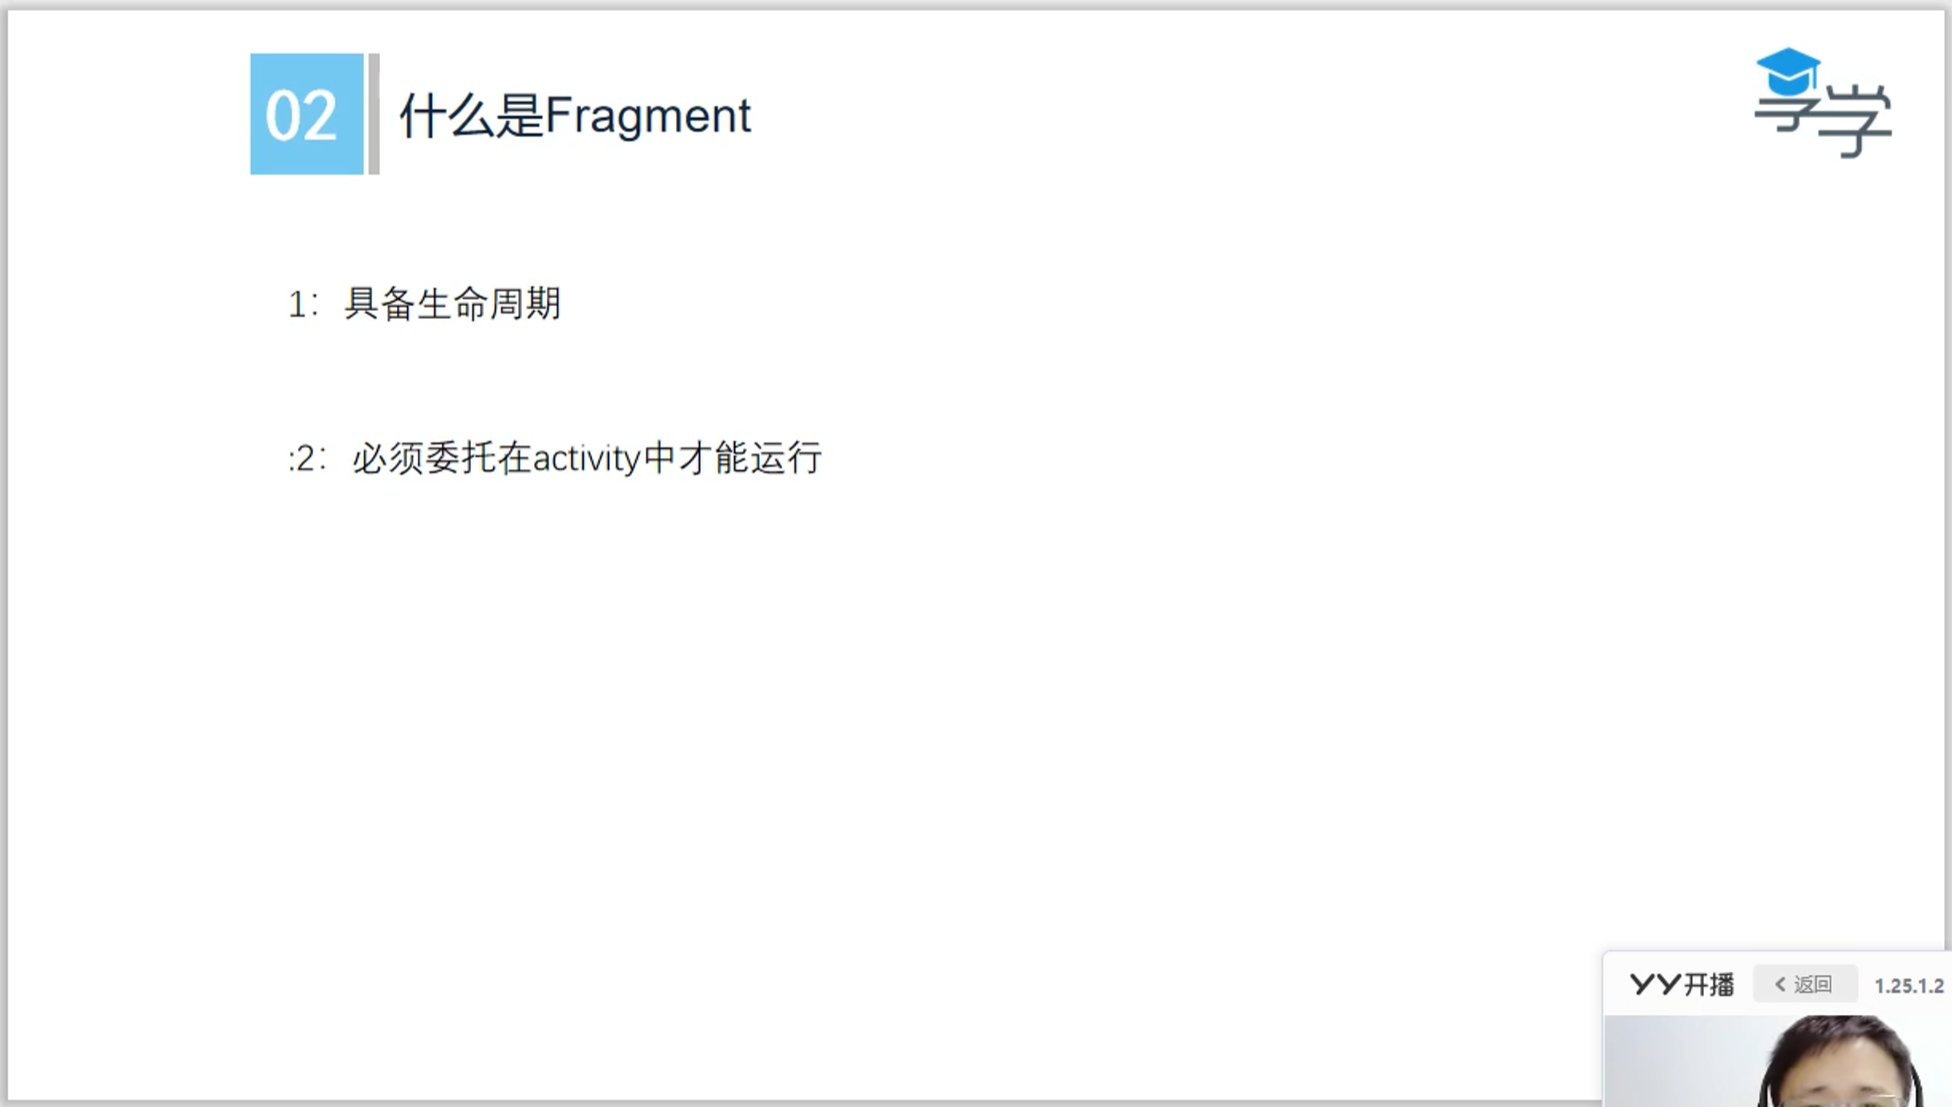 02
什么是Fragment
享学
1：具备生命周期
:2：必须委托在activity中才能运行
YY开播
返回
1.25.1.2